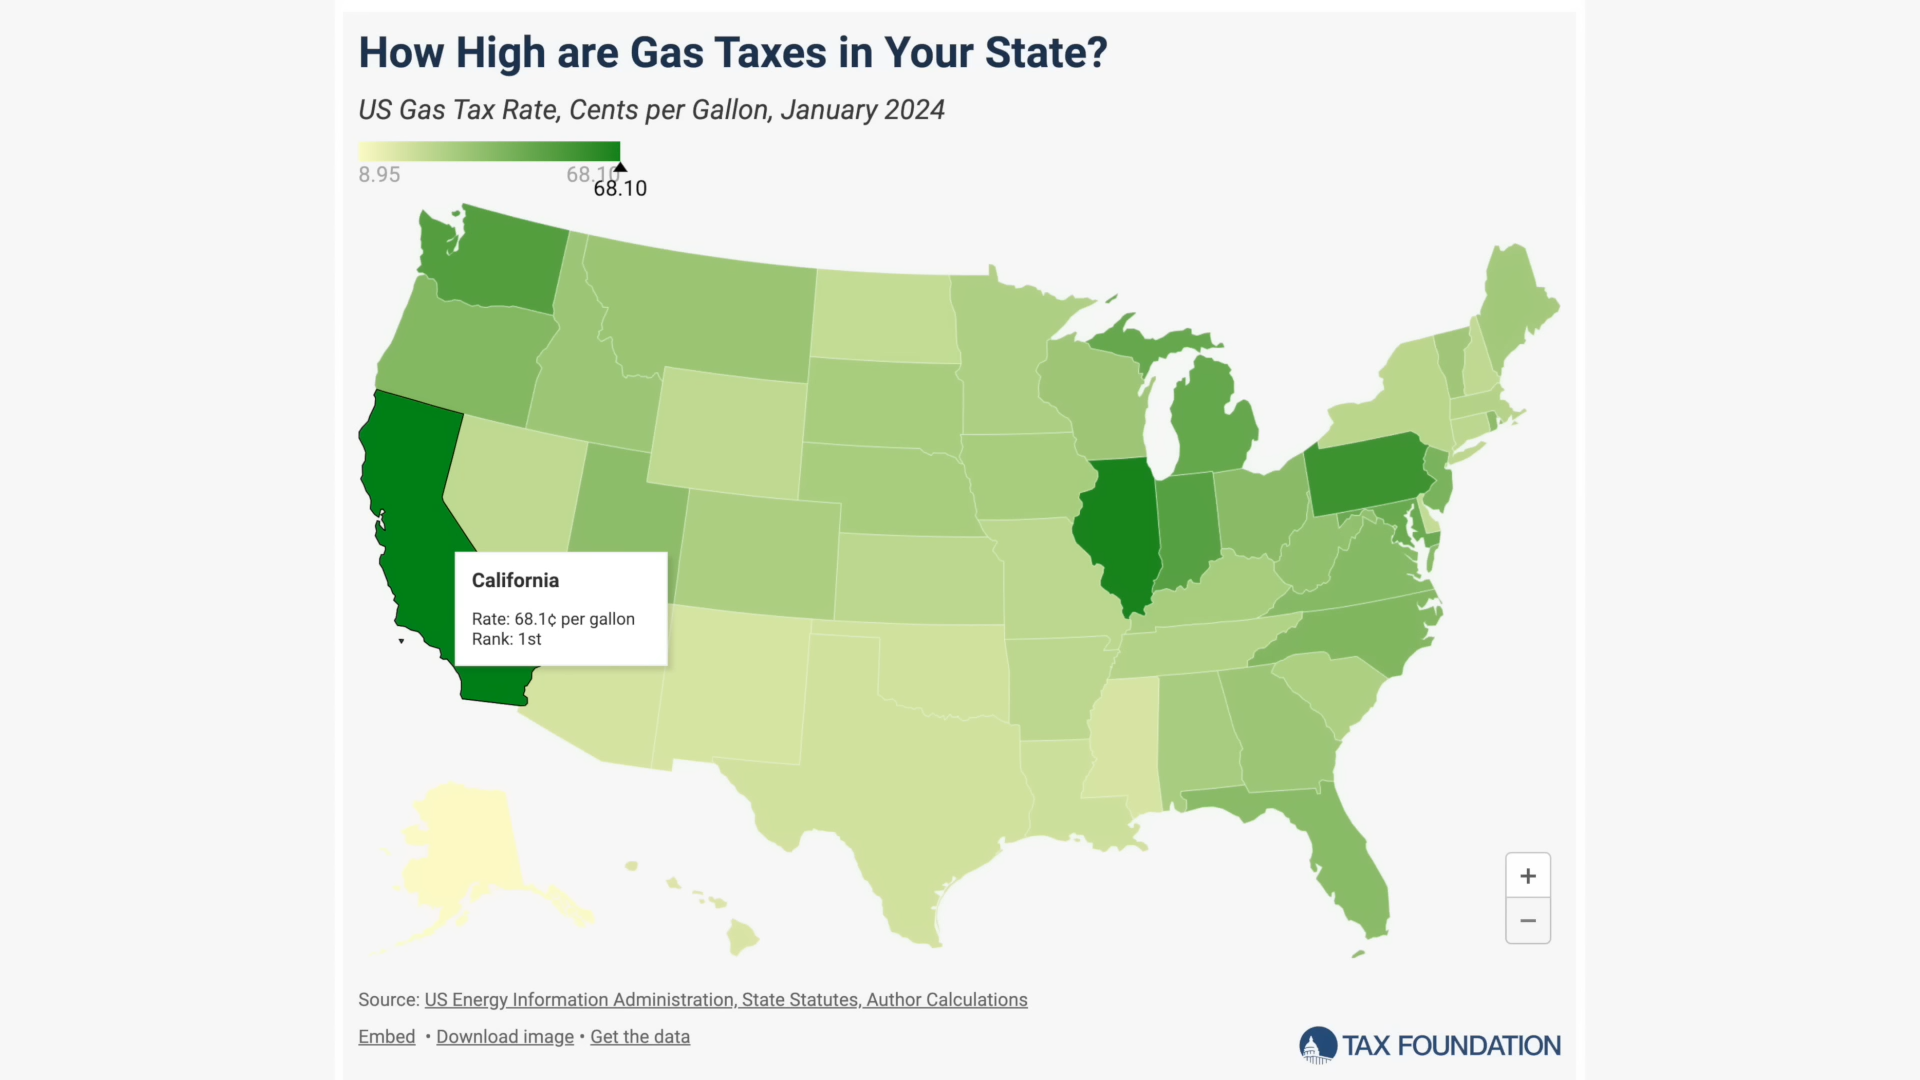 How High are Gas Taxes in Your State?
US Gas Tax Rate, Cents per Gallon, January 2024
8.95 68.10
68.10
California
Rate: 68.1¢ per gallon
Rank: 1st
+
−
Source: US Energy Information Administration, State Statutes, Author Calculations
Embed • Download image • Get the data
TAX FOUNDATION